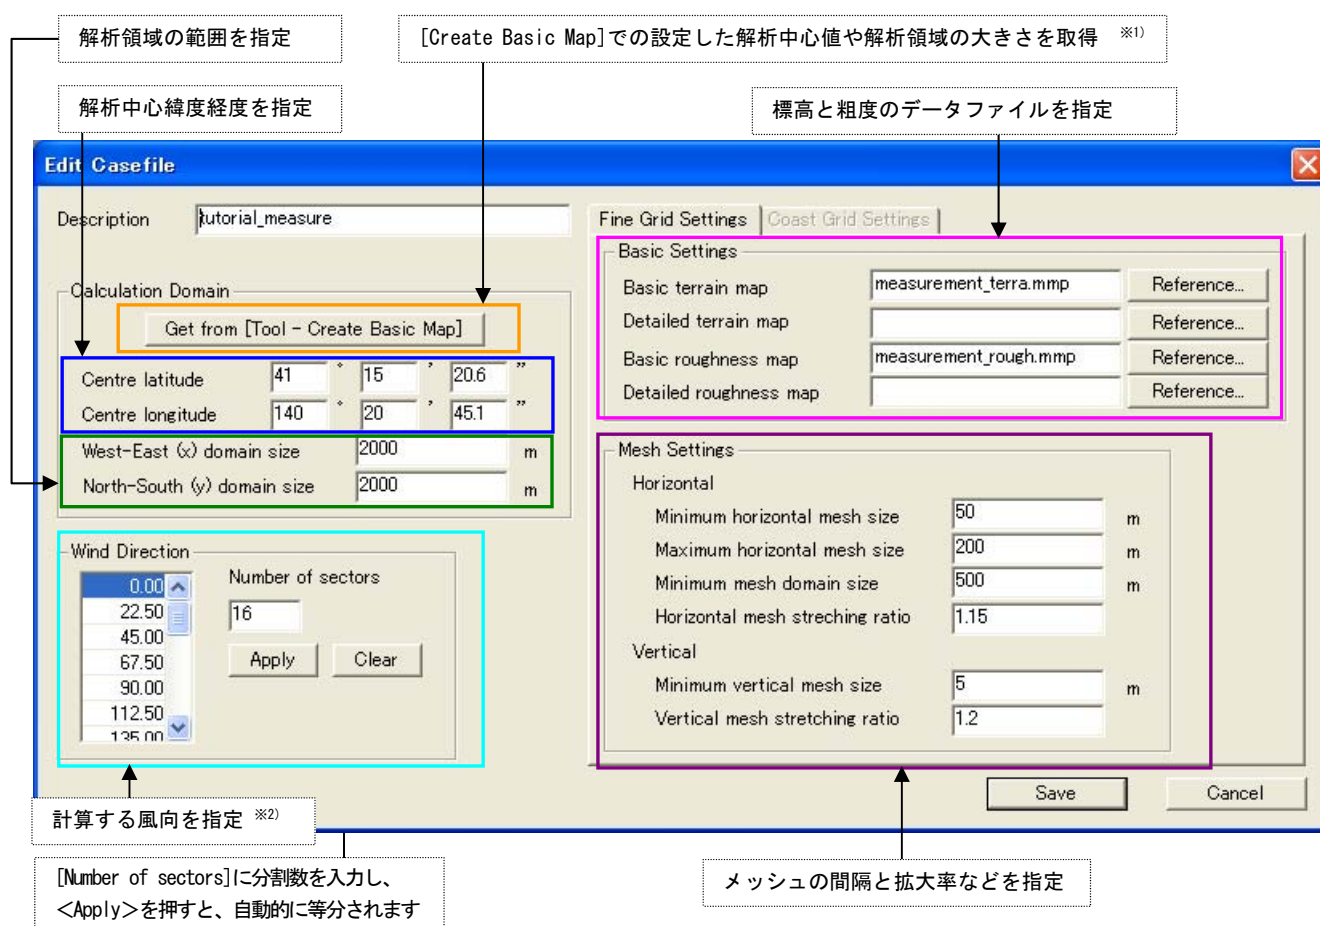 解析領域の範囲を指定
[Create Basic Map]での設定した解析中心値や解析領域の大きさを取得 ※1)
解析中心緯度経度を指定
標高と粗度のデータファイルを指定
Edit Casefile
Description tutorial_measure
Calculation Domain
Get from [Tool - Create Basic Map]
Centre latitude 41 ° 15 ’ 20.6 ”
Centre longitude 140 ° 20 ’ 45.1 ”
West-East (x) domain size 2000 m
North-South (y) domain size 2000 m
Wind Direction
0.00
22.50
45.00
67.50
90.00
112.50
135.00
Number of sectors
16
Apply Clear
Fine Grid Settings Coast Grid Settings
Basic Settings
Basic terrain map measurement_terra.mmp Reference...
Detailed terrain map Reference...
Basic roughness map measurement_rough.mmp Reference...
Detailed roughness map Reference...
Mesh Settings
Horizontal
Minimum horizontal mesh size 50 m
Maximum horizontal mesh size 200 m
Minimum mesh domain size 500 m
Horizontal mesh streching ratio 1.15
Vertical
Minimum vertical mesh size 5 m
Vertical mesh stretching ratio 1.2
Save Cancel
計算する風向を指定 ※2)
[Number of sectors]に分割数を入力し、
＜Apply＞を押すと、自動的に等分されます
メッシュの間隔と拡大率などを指定